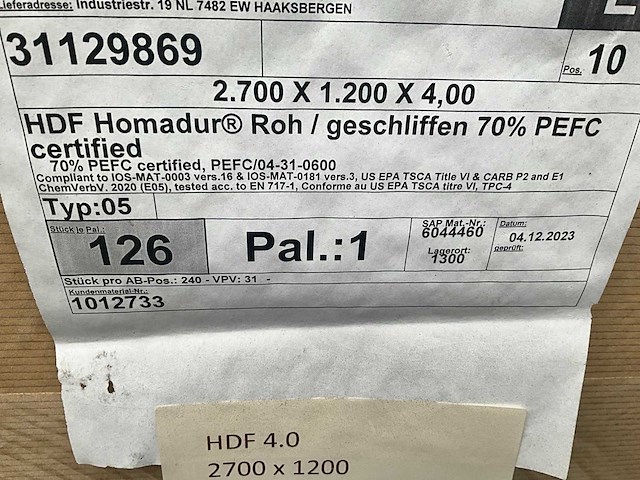 Lieferadresse: Industriestr. 19 NL 7482 EW HAAKSBERGEN
31129869
Pos. 10
2.700 X 1.200 X 4,00
HDF Homadur® Roh / geschliffen 70% PEFC
certified
70% PEFC certified, PEFC/04-31-0600
Compliant to IOS-MAT-0003 vers.16 & IOS-MAT-0181 vers.3, US EPA TSCA Title VI & CARB P2 and E1
ChemVerbV. 2020 (E05), tested acc. to EN 717-1, Conforme au US EPA TSCA titre VI, TPC-4
Typ:05
Stück je Pal.:
126
Pal.:1
SAP Mat.-Nr.:
6044460
Lagerort:
1300
Datum:
04.12.2023
geprüft:
Stück pro AB-Pos.: 240 - VPV: 31 -
Kundenmaterial-Nr.:
1012733
HDF 4.0
2700 x 1200